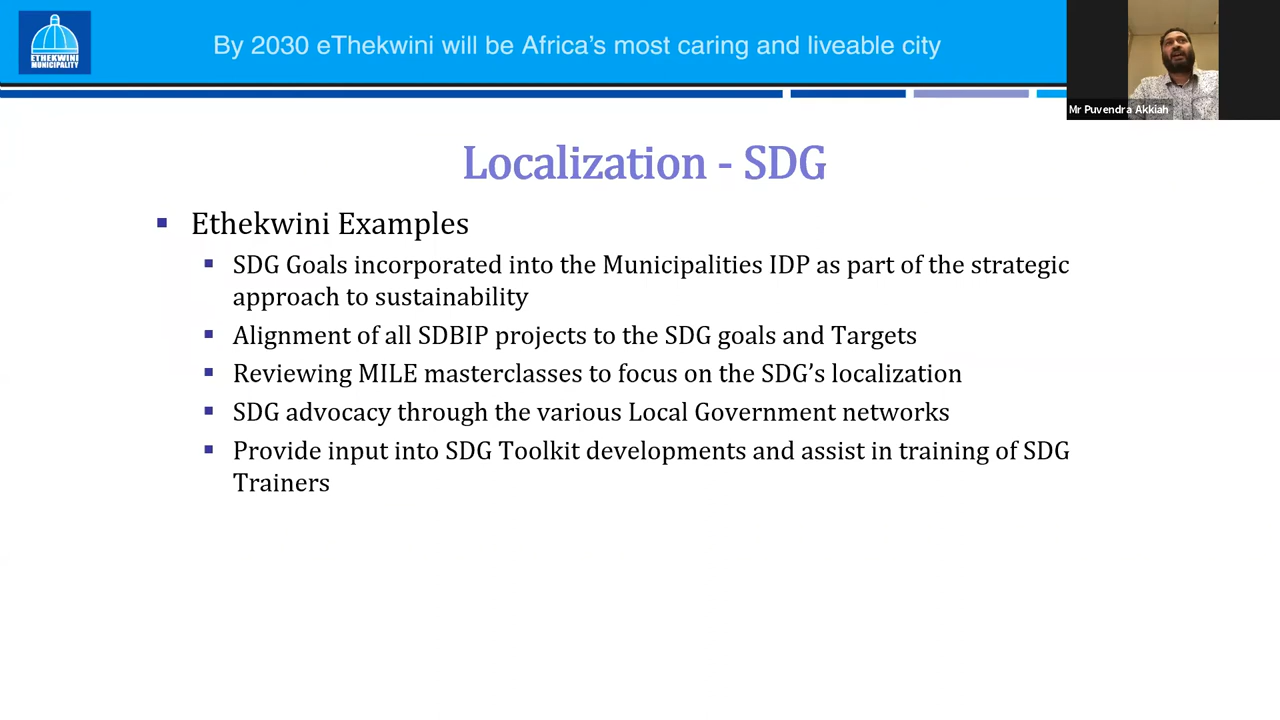 ETHEKWINI
MUNICIPALITY
By 2030 eThekwini will be Africa's most caring and liveable city
Mr Puvendra Akkiah
Localization - SDG
Ethekwini Examples
SDG Goals incorporated into the Municipalities IDP as part of the strategic
approach to sustainability
Alignment of all SDBIP projects to the SDG goals and Targets
Reviewing MILE masterclasses to focus on the SDG's localization
SDG advocacy through the various Local Government networks
Provide input into SDG Toolkit developments and assist in training of SDG
Trainers